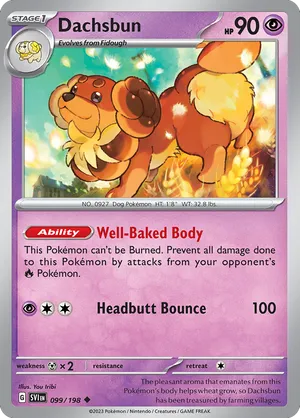 STAGE 1 Dachsbun HP 90
Evolves from Fidough
NO. 0927 Dog Pokémon HT: 1'8" WT: 32.8 lbs.
Ability Well-Baked Body
This Pokémon can't be Burned. Prevent all damage done
to this Pokémon by attacks from your opponent's
Pokémon.
Headbutt Bounce 100
weakness ×2 resistance retreat
Illus. You Iribi
G SVI EN 099/198
The pleasant aroma that emanates from this
Pokémon's body helps wheat grow, so Dachsbun
has been treasured by farming villages.
©2023 Pokémon / Nintendo / Creatures / GAME FREAK